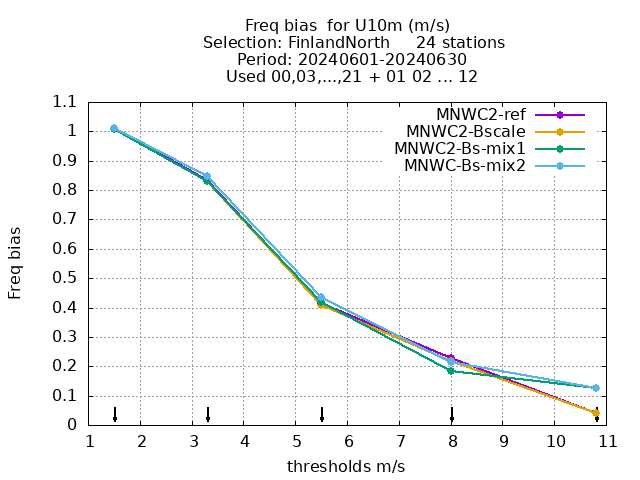 Freq bias  for U10m (m/s)
Selection: FinlandNorth     24 stations
Period: 20240601-20240630
Used 00,03,...,21 + 01 02 ... 12
MNWC2-ref
MNWC2-Bscale
MNWC2-Bs-mix1
MNWC-Bs-mix2
Freq bias
1.1
1
0.9
0.8
0.7
0.6
0.5
0.4
0.3
0.2
0.1
0
1 2 3 4 5 6 7 8 9 10 11
thresholds m/s